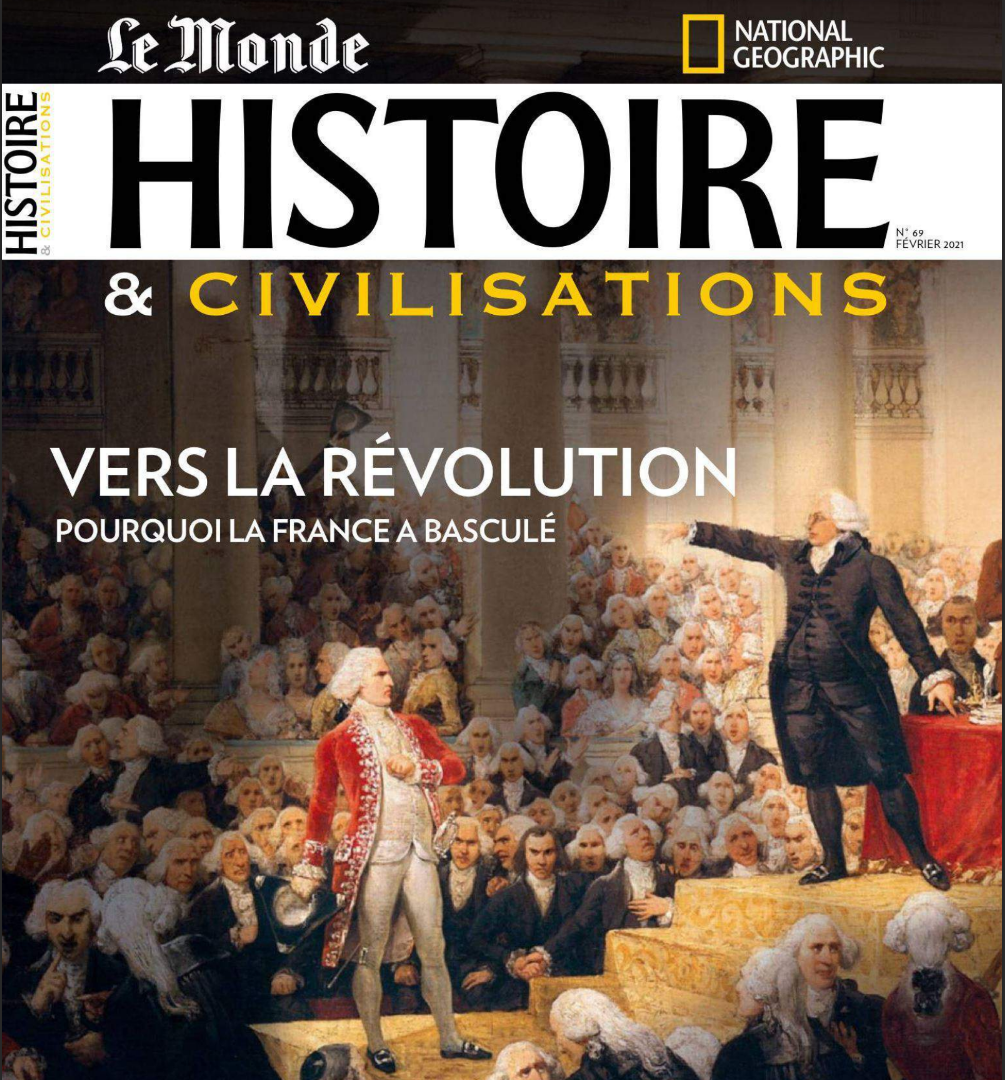 Le Monde
NATIONAL
GEOGRAPHIC
HISTOIRE
& CIVILISATIONS
HISTOIRE
N° 69
FÉVRIER 2021
& CIVILISATIONS
VERS LA RÉVOLUTION
POURQUOI LA FRANCE A BASCULÉ